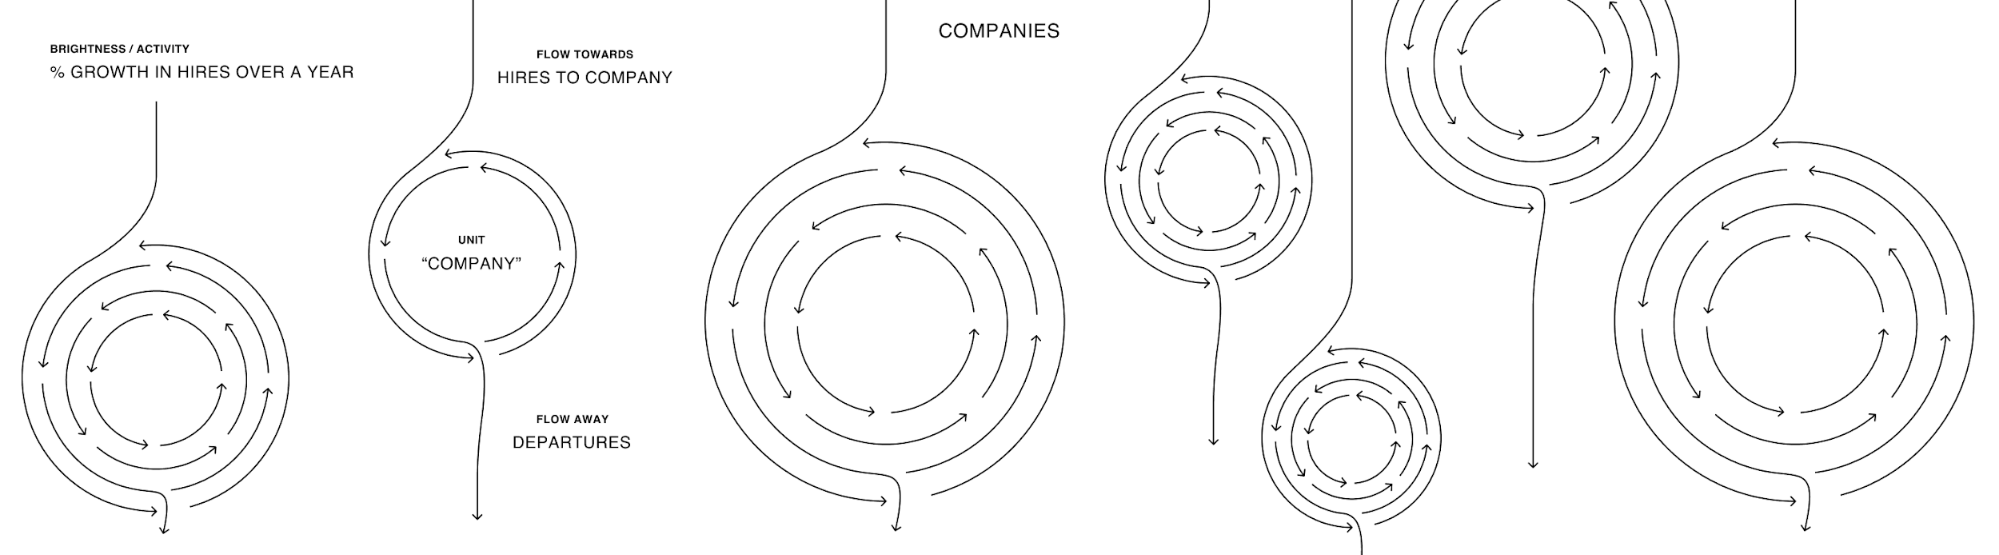 BRIGHTNESS / ACTIVITY
% GROWTH IN HIRES OVER A YEAR
FLOW TOWARDS
HIRES TO COMPANY
UNIT
“COMPANY”
FLOW AWAY
DEPARTURES
COMPANIES